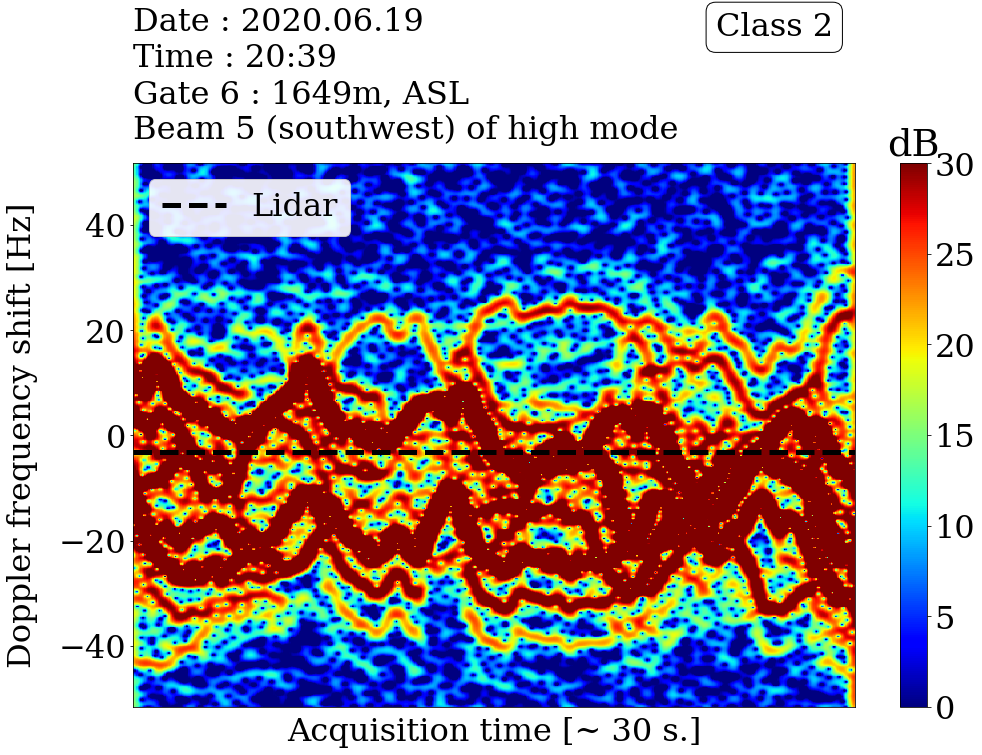 Date : 2020.06.19
Time : 20:39
Gate 6 : 1649m, ASL
Beam 5 (southwest) of high mode
Class 2
dB
Lidar
Doppler frequency shift [Hz]
40
20
0
−20
−40
30
25
20
15
10
5
0
Acquisition time [~ 30 s.]